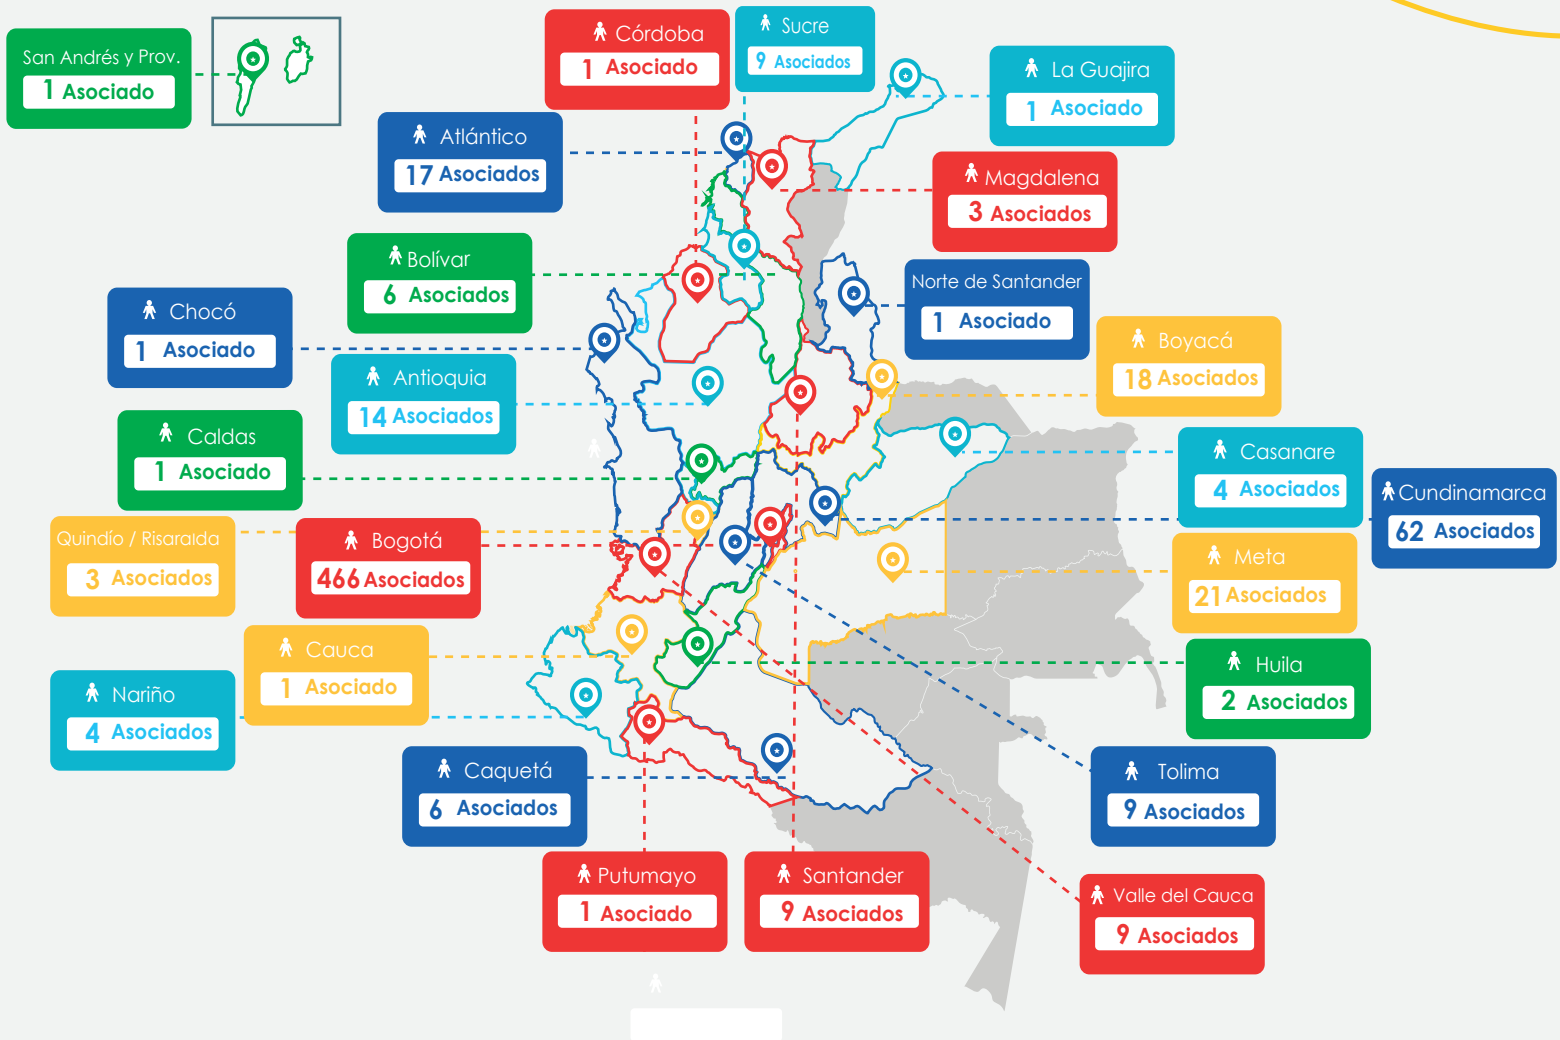 Córdoba
1 Asociado
Sucre
9 Asociados
San Andrés y Prov.
1 Asociado
La Guajira
1 Asociado
Atlántico
17 Asociados
Magdalena
3 Asociados
Bolívar
6 Asociados
Norte de Santander
1 Asociado
Chocó
1 Asociado
Boyacá
18 Asociados
Antioquia
14 Asociados
Caldas
1 Asociado
Casanare
4 Asociados
Cundinamarca
62 Asociados
Quindío / Risaralda
3 Asociados
Bogotá
466 Asociados
Meta
21 Asociados
Cauca
1 Asociado
Huila
2 Asociados
Nariño
4 Asociados
Caquetá
6 Asociados
Tolima
9 Asociados
Putumayo
1 Asociado
Santander
9 Asociados
Valle del Cauca
9 Asociados